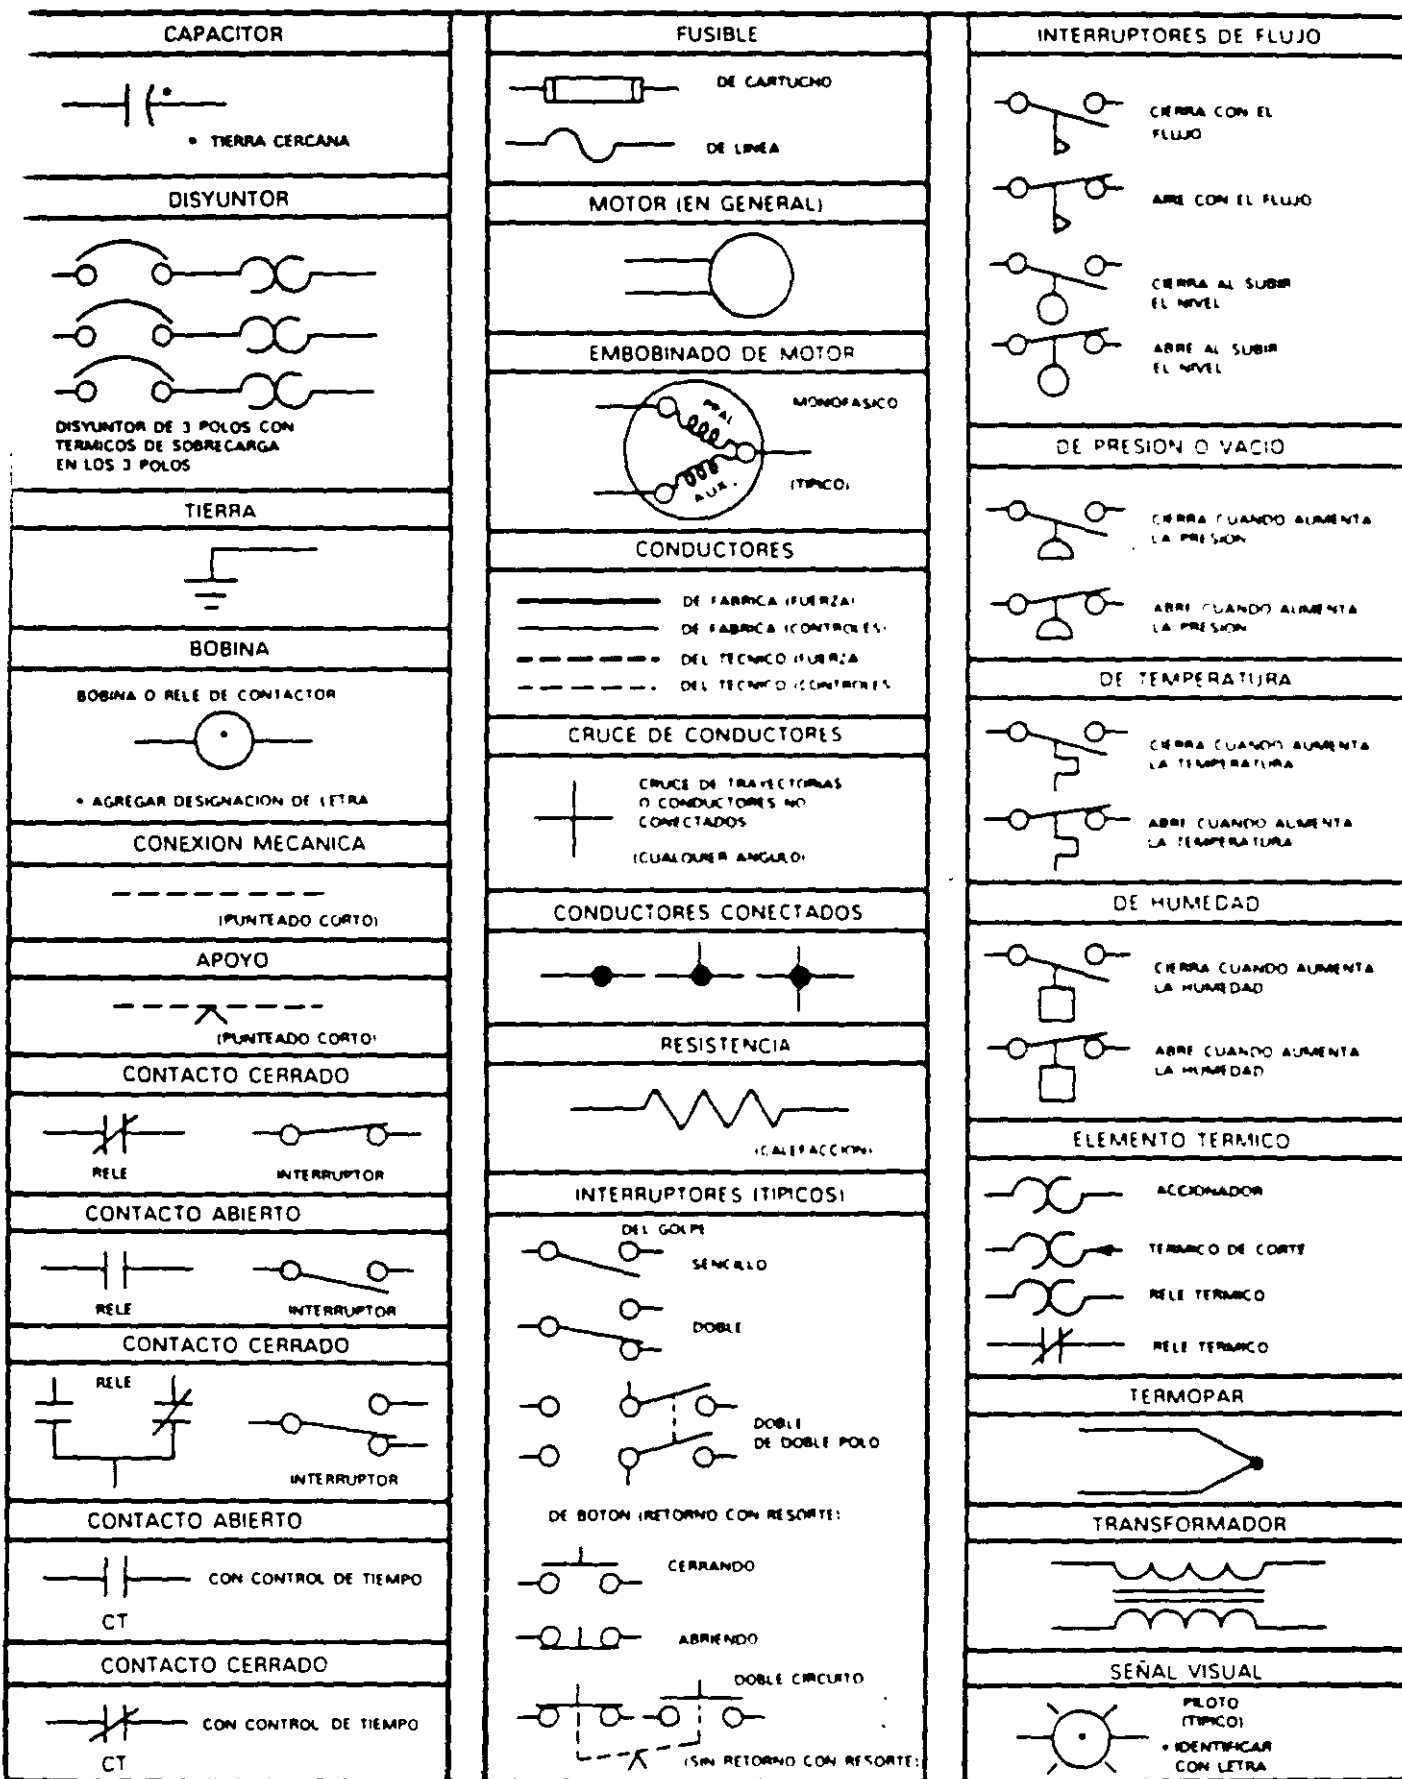 CAPACITOR
• TIERRA CERCANA
DISYUNTOR
DISYUNTOR DE 3 POLOS CON
TERMICOS DE SOBRECARGA
EN LOS 3 POLOS
TIERRA
BOBINA
BOBINA O RELE DE CONTACTOR
• AGREGAR DESIGNACION DE LETRA
CONEXION MECANICA
(PUNTEADO CORTO)
APOYO
(PUNTEADO CORTO)
CONTACTO CERRADO
RELE
INTERRUPTOR
CONTACTO ABIERTO
RELE
INTERRUPTOR
CONTACTO CERRADO
RELE
INTERRUPTOR
CONTACTO ABIERTO
CON CONTROL DE TIEMPO
CT
CONTACTO CERRADO
CON CONTROL DE TIEMPO
CT
FUSIBLE
DE CARTUCHO
DE LINEA
MOTOR (EN GENERAL)
EMBOBINADO DE MOTOR
PPAL
MONOFASICO
AUX.
(TIPICO)
CONDUCTORES
DE FABRICA (FUERZA)
DE FABRICA (CONTROLES)
DEL TECNICO (FUERZA
DEL TECNICO (CONTROLES
CRUCE DE CONDUCTORES
CRUCE DE TRAYECTORIAS
O CONDUCTORES NO
CONECTADOS
(CUALQUIER ANGULO)
CONDUCTORES CONECTADOS
RESISTENCIA
(CALEFACCION)
INTERRUPTORES (TIPICOS)
DEL GOLPE
SENCILLO
DOBLE
DOBLE
DE DOBLE POLO
DE BOTON (RETORNO CON RESORTE)
CERRANDO
ABRIENDO
DOBLE CIRCUITO
(SIN RETORNO CON RESORTE)
INTERRUPTORES DE FLUJO
CIERRA CON EL
FLUJO
ABRE CON EL FLUJO
CIERRA AL SUBIR
EL NIVEL
ABRE AL SUBIR
EL NIVEL
DE PRESION O VACIO
CIERRA CUANDO AUMENTA
LA PRESION
ABRE CUANDO AUMENTA
LA PRESION
DE TEMPERATURA
CIERRA CUANDO AUMENTA
LA TEMPERATURA
ABRE CUANDO AUMENTA
LA TEMPERATURA
DE HUMEDAD
CIERRA CUANDO AUMENTA
LA HUMEDAD
ABRE CUANDO AUMENTA
LA HUMEDAD
ELEMENTO TERMICO
ACCIONADOR
TERMICO DE CORTE
RELE TERMICO
RELE TERMICO
TERMOPAR
TRANSFORMADOR
SEÑAL VISUAL
PILOTO
(TIPICO)
• IDENTIFICAR
CON LETRA